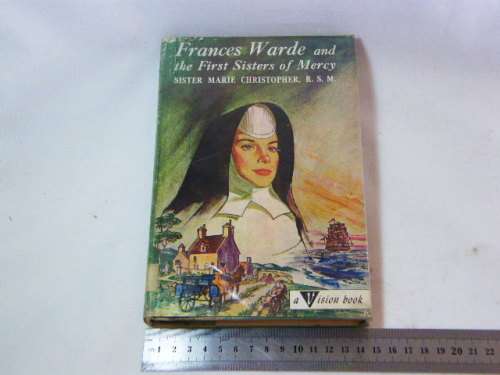 Frances Warde and
the First Sisters of Mercy
SISTER MARIE CHRISTOPHER, R. S. M.
a Vision book
1 2 3 4 5 6 7 8 9 10 11 12 13 14 15 16 17 18 19 20 21 22